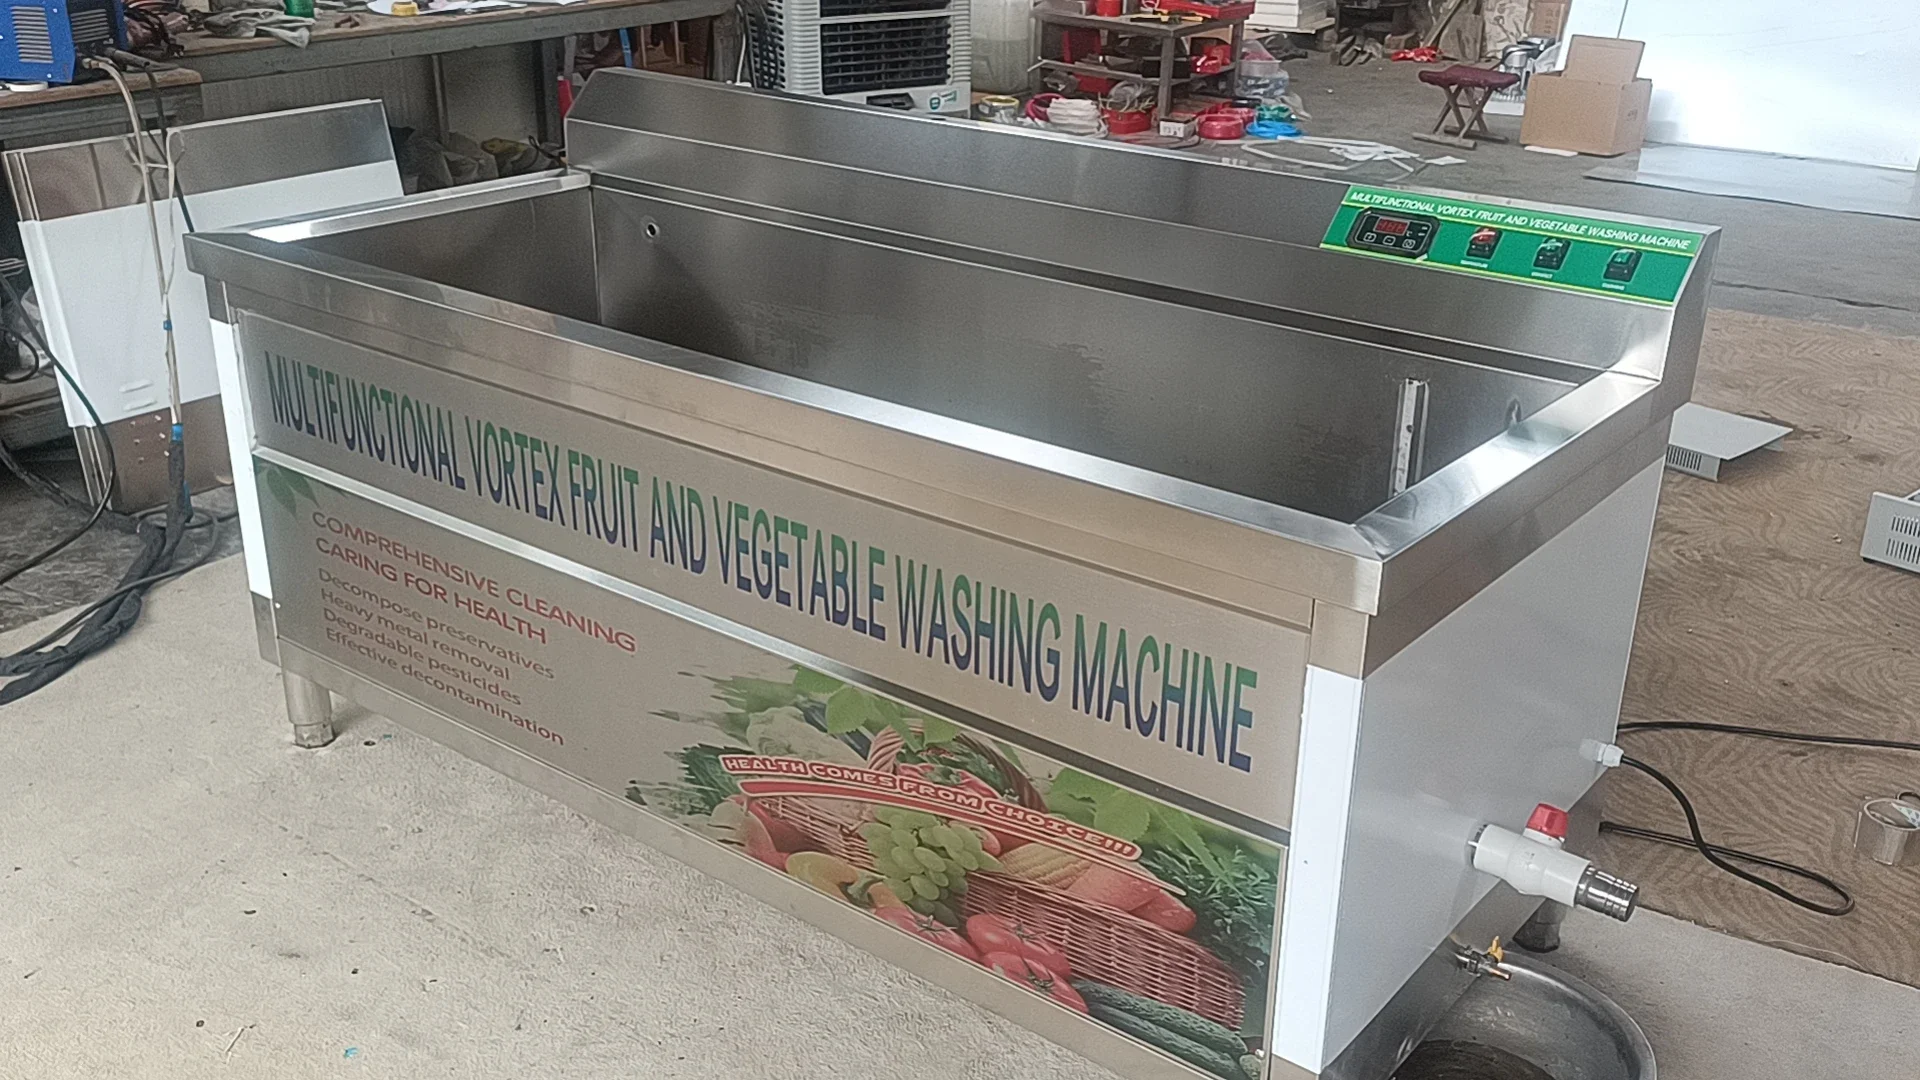 MULTIFUNCTIONAL VORTEX FRUIT AND VEGETABLE WASHING MACHINE
MULTIFUNCTIONAL VORTEX FRUIT AND VEGETABLE WASHING MACHINE
COMPREHENSIVE CLEANING
CARING FOR HEALTH
Decompose preservatives
Heavy metal removal
Degradable pesticides
Effective decontamination
HEALTH COMES FROM CHOICE!!!